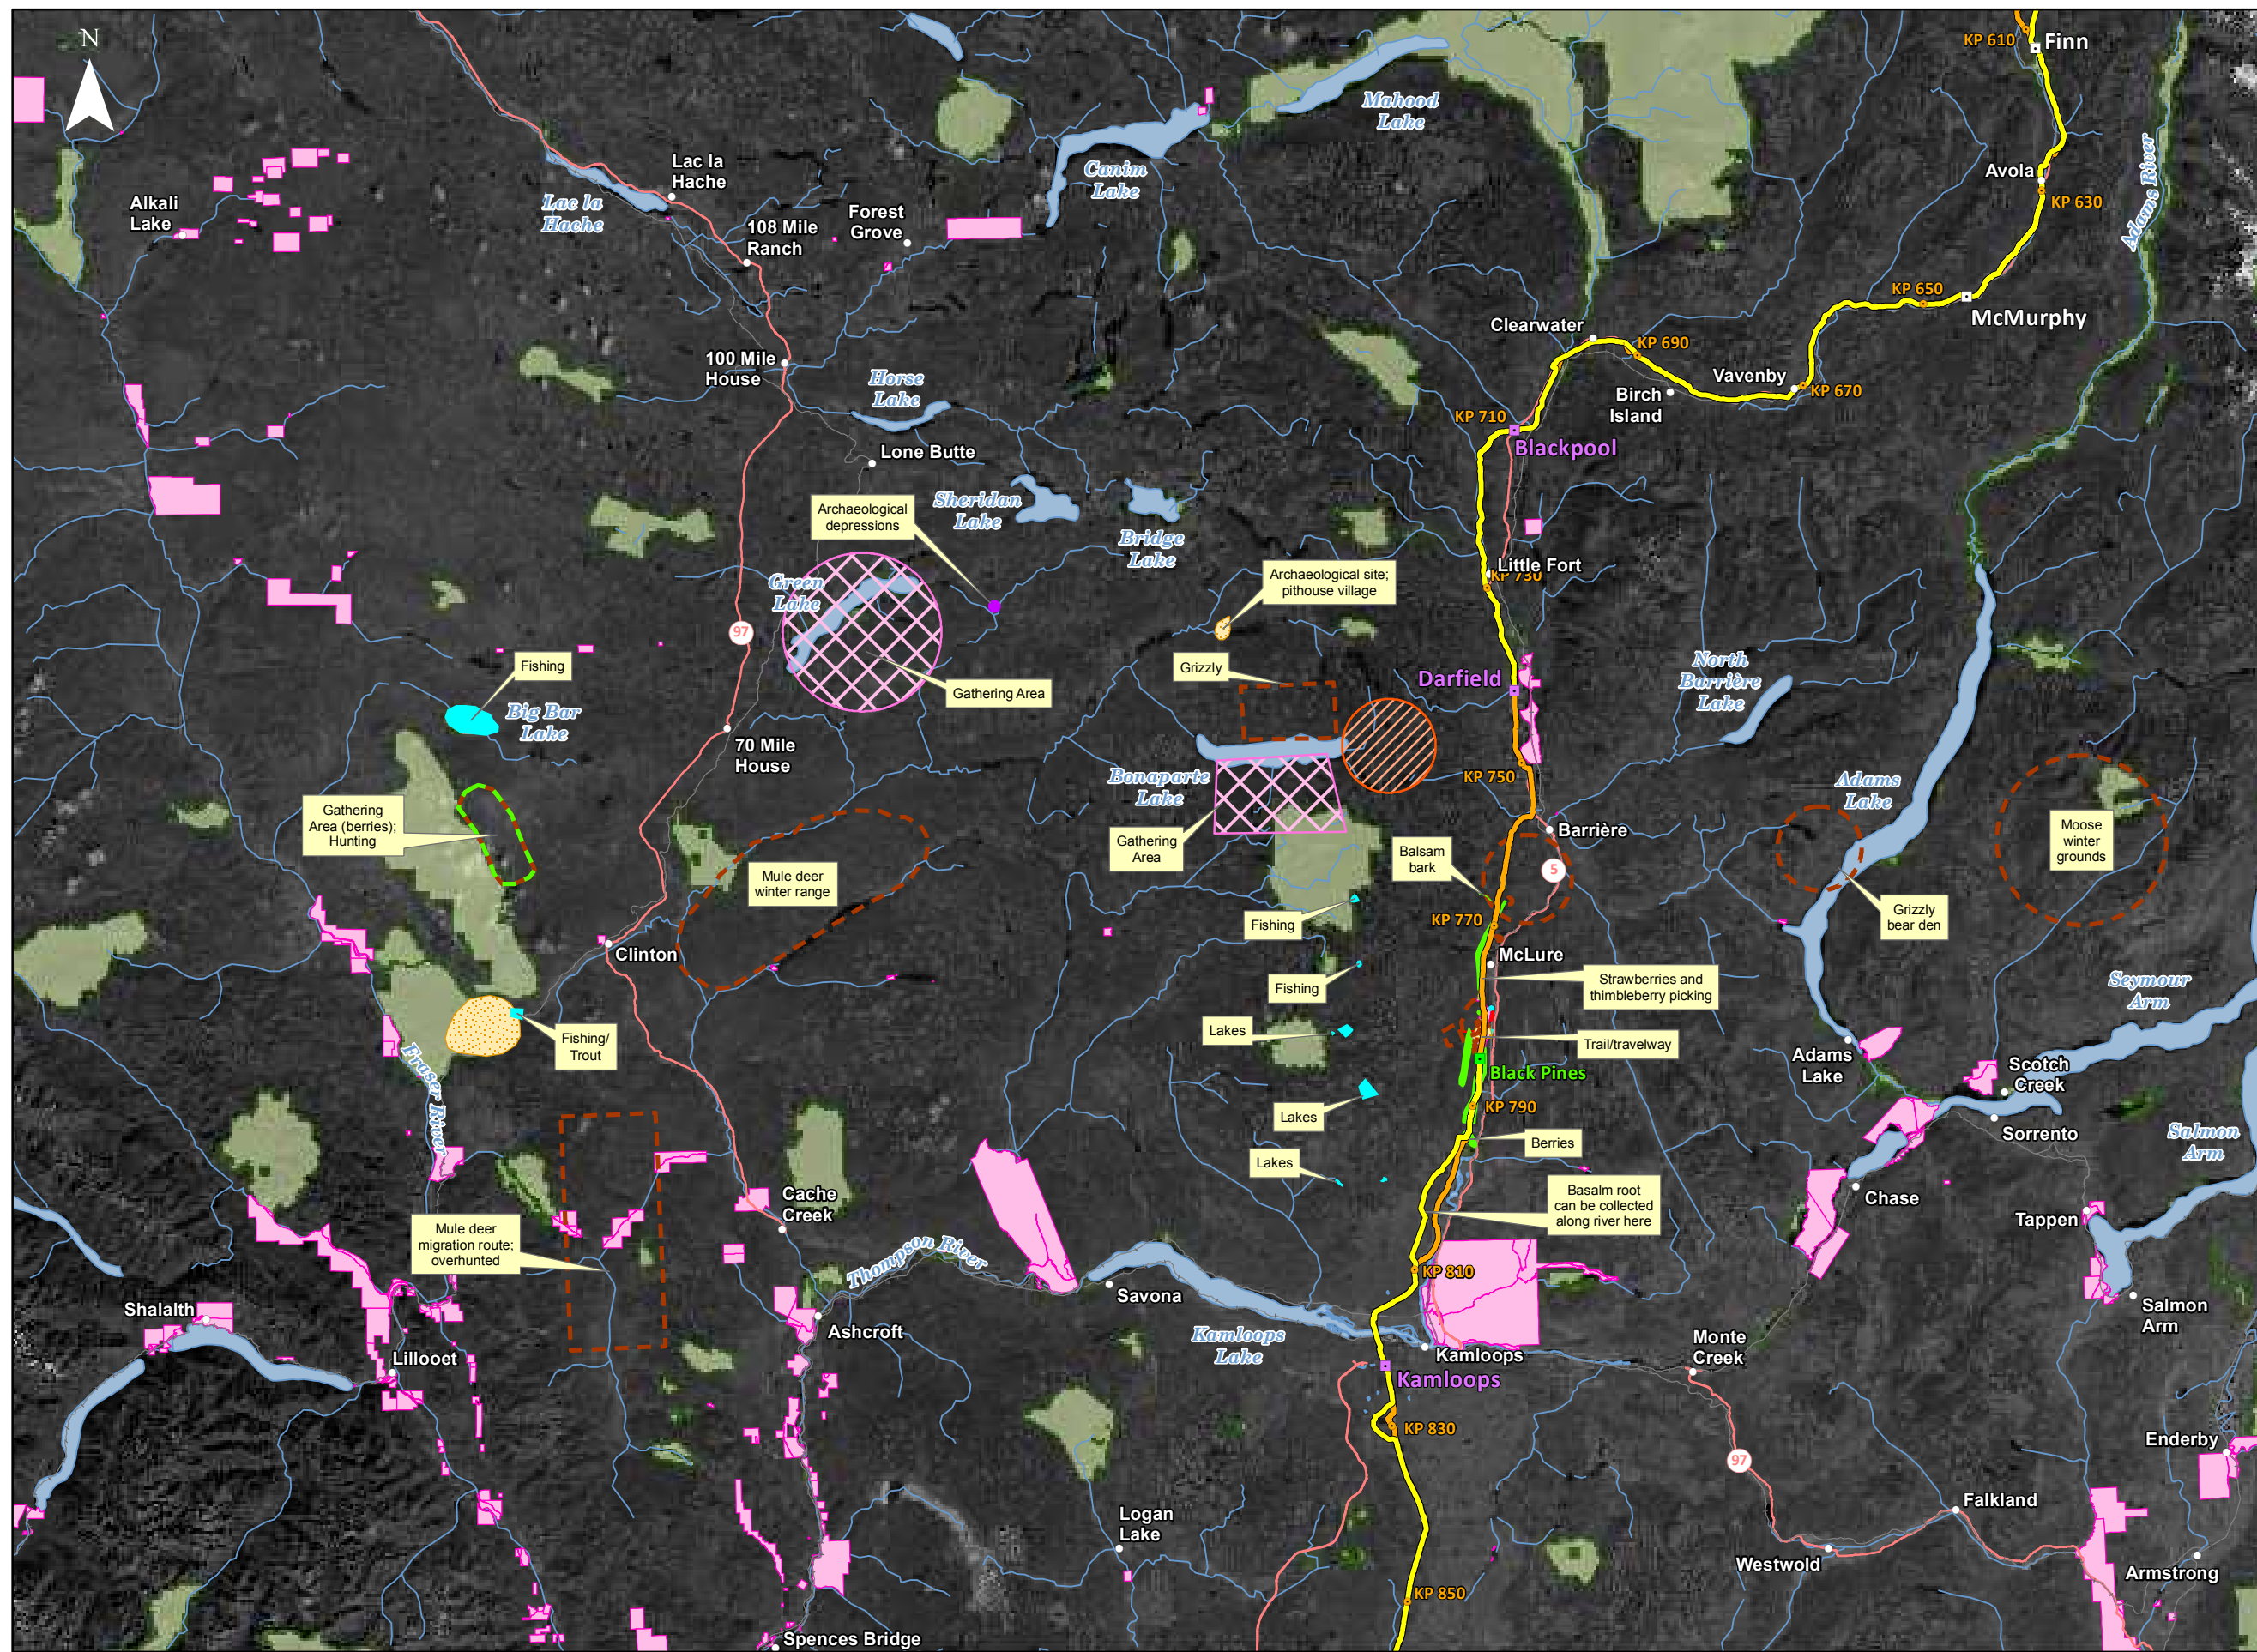 N
KP 610
Finn
Mahood
Lake
Adams River
Avola
KP 630
Canim
Lake
Lac la
Hache
Alkali
Lake
Lac la
Hache
Forest
Grove
108 Mile
Ranch
KP 650
McMurphy
Clearwater
KP 690
100 Mile
House
Horse
Lake
Vavenby
KP 670
Birch
Island
KP 710
Blackpool
Lone Butte
Sheridan
Lake
Archaeological
depressions
Bridge
Lake
Little Fort
KP 730
Green
Lake
Archaeological site;
pithouse village
97
Fishing
Grizzly
Darfield
North
Barrière
Lake
Gathering Area
Big Bar
Lake
70 Mile
House
KP 750
Bonaparte
Lake
Adams
Lake
Gathering
Area (berries);
Hunting
Barrière
Moose
winter
grounds
Gathering
Area
Balsam
bark
5
Mule deer
winter range
Grizzly
bear den
Fishing
KP 770
Clinton
McLure
Strawberries and
thimbleberry picking
Seymour
Arm
Fishing
Lakes
Fishing/
Trout
Trail/travelway
Fraser River
Adams
Lake
Black Pines
Scotch
Creek
Lakes
KP 790
Sorrento
Berries
Salmon
Arm
Lakes
Cache
Creek
Basalm root
can be collected
along river here
Chase
Tappen
Mule deer
migration route;
overhunted
Thompson River
KP 810
Savona
Shalalth
Salmon
Arm
Ashcroft
Kamloops
Lake
Kamloops
Monte
Creek
Lillooet
Kamloops
KP 830
Enderby
97
Falkland
Logan
Lake
Westwold
Armstrong
KP 850
Spences Bridge